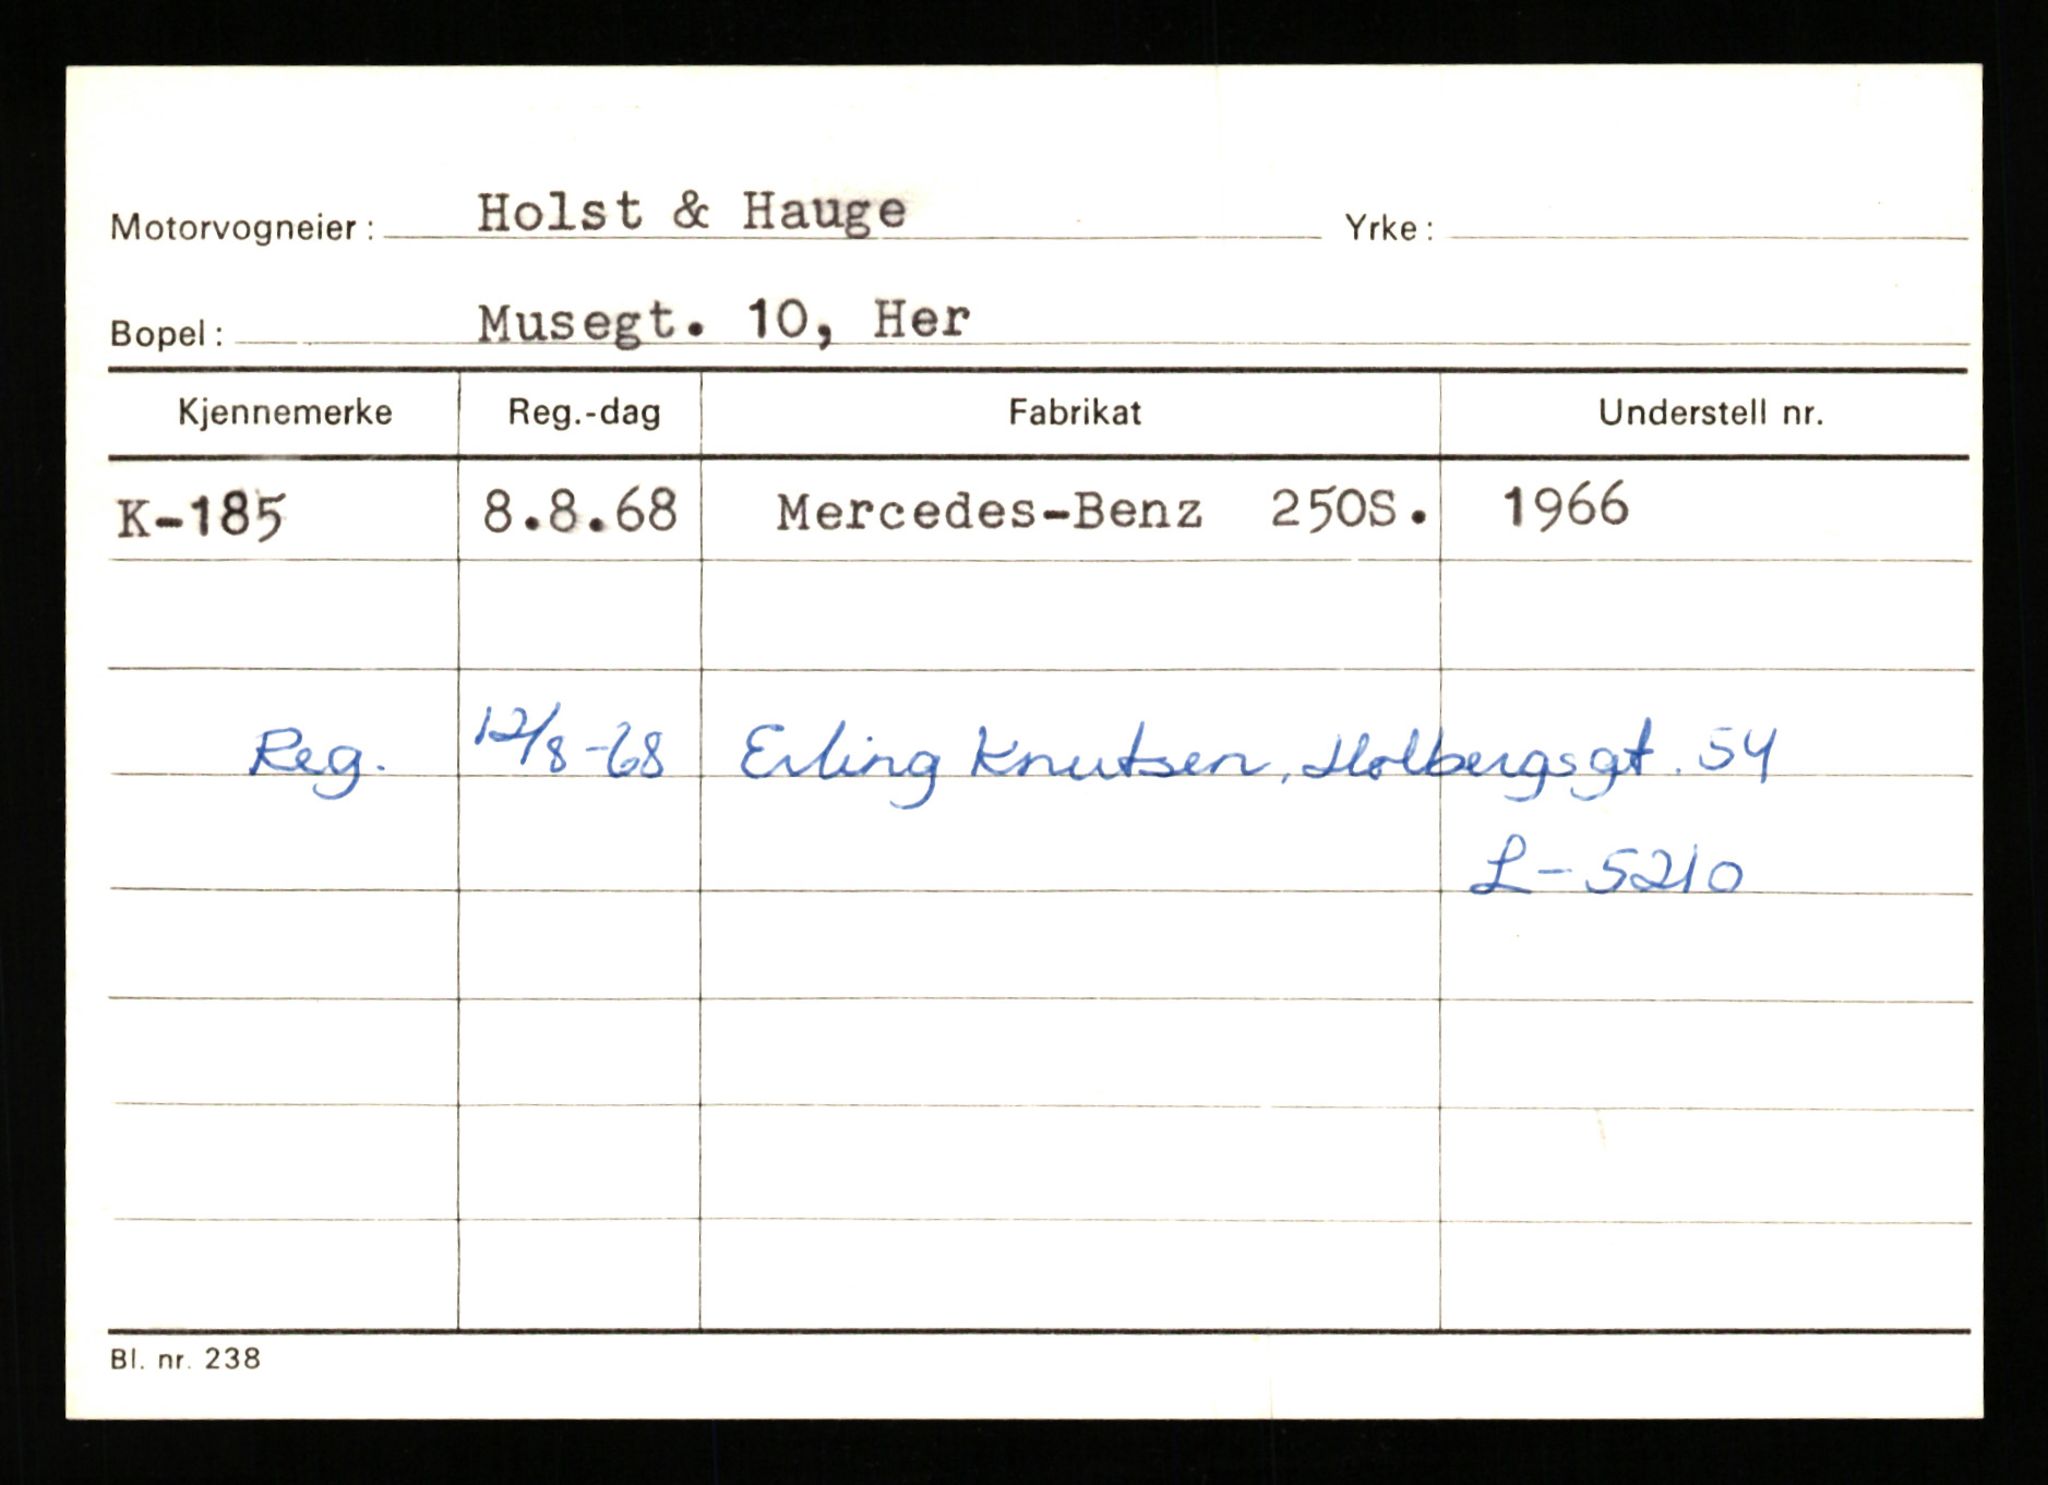 Motorvogneier: Holst & Hauge Yrke:
Bopel: Musegt. 10, Her
Kjennemerke Reg.-dag Fabrikat Understell nr.
K-185 8.8.68 Mercedes-Benz 250S. 1966
Reg. 12/8-68 Erling Knutsen, Holbergsgt. 54
L-5210
Bl. nr. 238